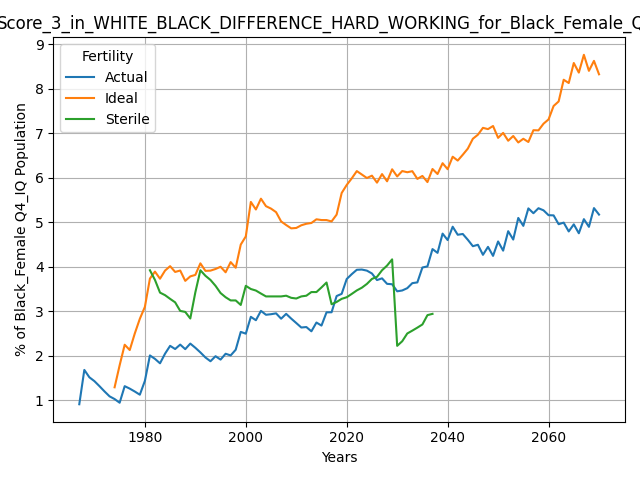 Score_3_in_WHITE_BLACK_DIFFERENCE_HARD_WORKING_for_Black_Female_Q
Fertility
Actual
Ideal
Sterile
% of Black_Female Q4_IQ Population
9
8
7
6
5
4
3
2
1
1980
2000
2020
2040
2060
Years